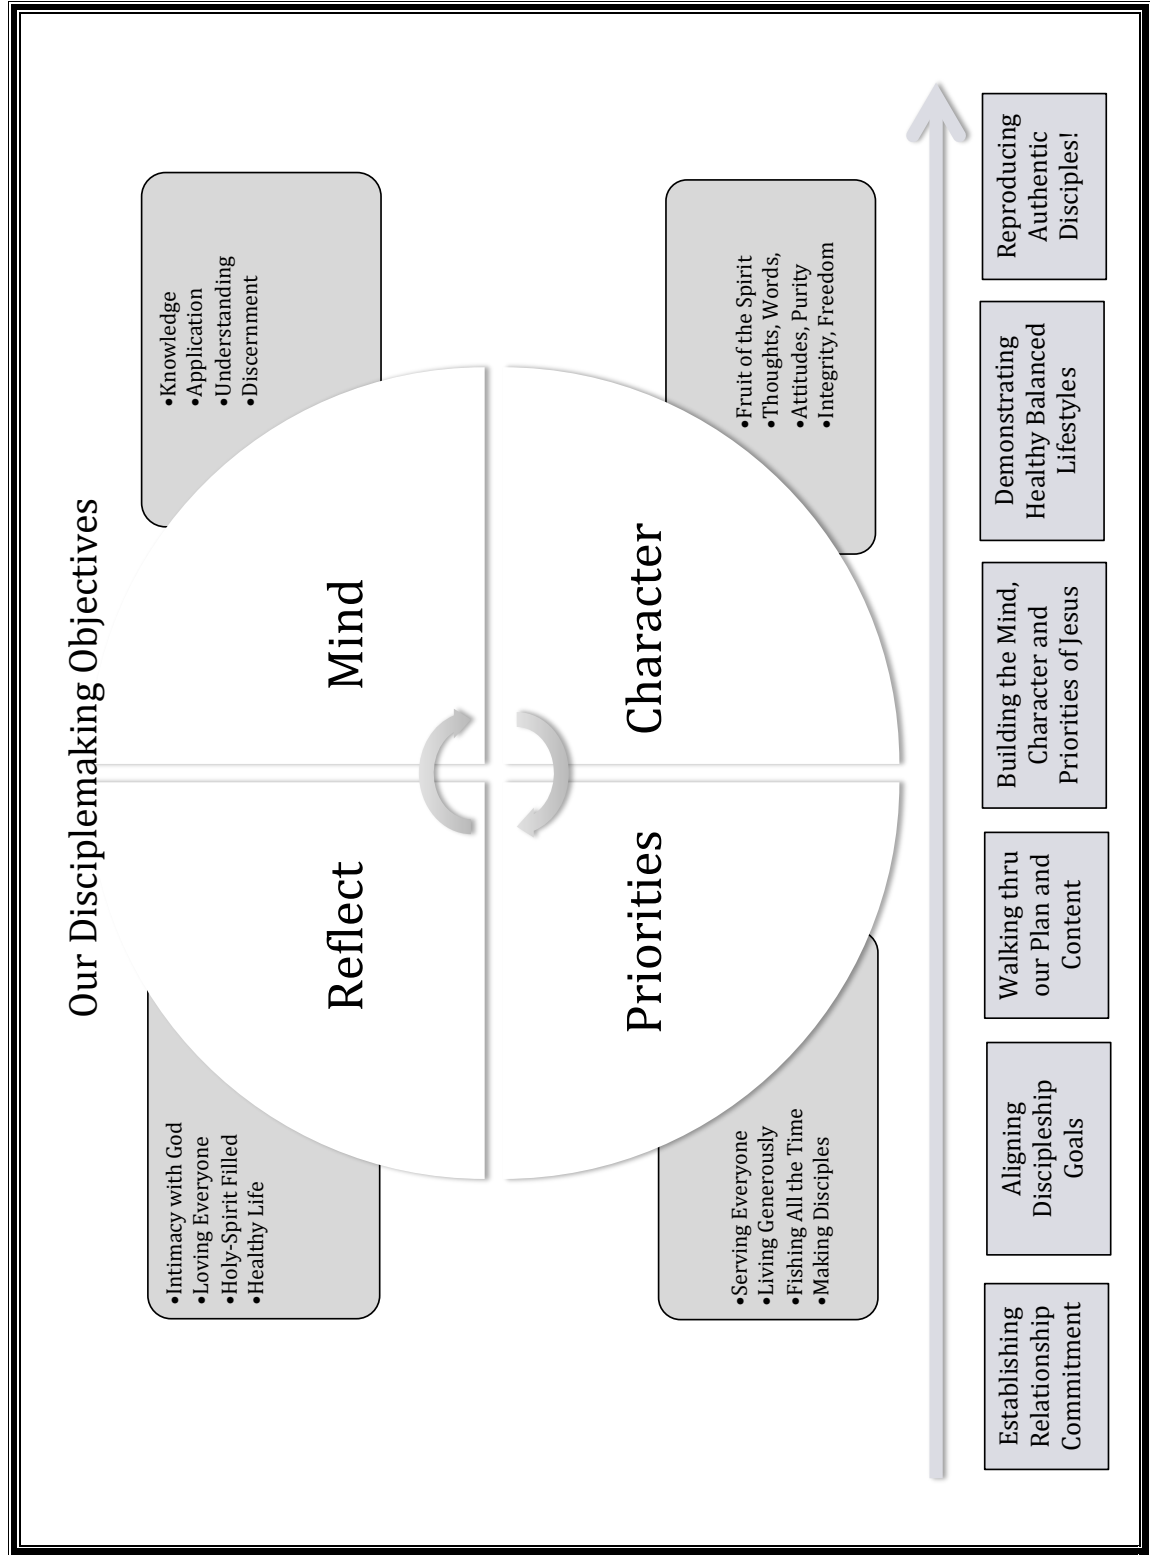 Our Disciplemaking Objectives
•Intimacy with God
•Loving Everyone
•Holy-Spirit Filled
•Healthy Life
Reflect
Mind
•Knowledge
•Application
•Understanding
•Discernment
•Serving Everyone
•Living Generously
•Fishing All the Time
•Making Disciples
Priorities
Character
•Fruit of the Spirit
•Thoughts, Words,
•Attitudes, Purity
•Integrity, Freedom
Establishing
Relationship
Commitment
Aligning
Discipleship
Goals
Walking thru
our Plan and
Content
Building the Mind,
Character and
Priorities of Jesus
Demonstrating
Healthy Balanced
Lifestyles
Reproducing
Authentic
Disciples!